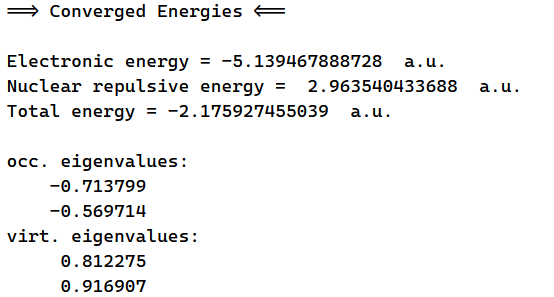 ==> Converged Energies <==
Electronic energy = -5.139467888728  a.u.
Nuclear repulsive energy =  2.963540433688  a.u.
Total energy = -2.175927455039  a.u.
occ. eigenvalues:
-0.713799
-0.569714
virt. eigenvalues:
0.812275
0.916907